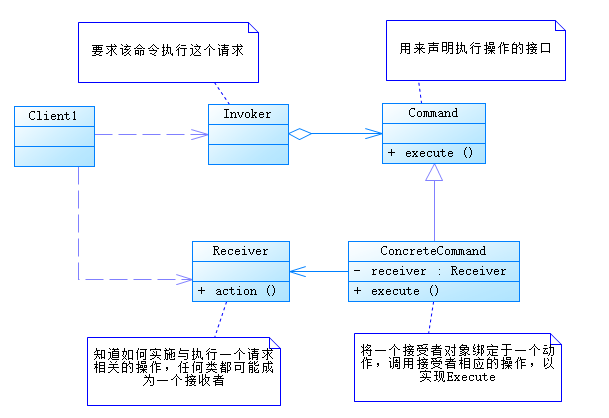 要求该命令执行这个请求
用来声明执行操作的接口
Client1
Invoker
Command
+ execute ()
Receiver
+ action ()
ConcreteCommand
- receiver : Receiver
+ execute ()
知道如何实施与执行一个请求
相关的操作，任何类都可能成
为一个接收者
将一个接受者对象绑定于一个动
作，调用接受者相应的操作，以
实现Execute